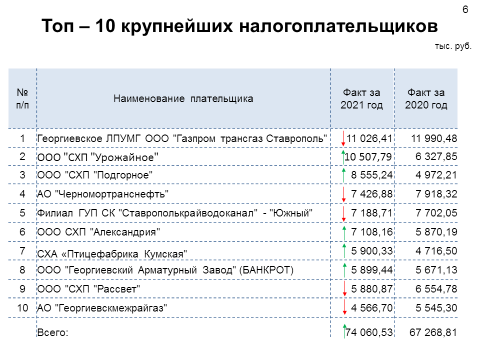 6
Топ – 10 крупнейших налогоплательщиков
тыс. руб.
№ п/п Наименование плательщика Факт за 2021 год Факт за 2020 год
1 Георгиевское ЛПУМГ ООО "Газпром трансгаз Ставрополь" 11 026,41 11 990,48
2 ООО "СХП "Урожайное" 10 507,79 6 327,85
3 ООО "СХП "Подгорное" 8 555,24 4 972,21
4 АО "Черномортранснефть" 7 426,88 7 918,32
5 Филиал ГУП СК "Ставрополькрайводоканал" - "Южный" 7 188,71 7 702,05
6 ООО СХП "Александрия" 7 108,16 5 870,19
7 СХА «Птицефабрика Кумская" 5 900,33 4 716,50
8 ООО "Георгиевский Арматурный Завод" (БАНКРОТ) 5 899,44 5 671,13
9 ООО "СХП "Рассвет" 5 880,87 6 554,78
10 АО "Георгиевскмежрайгаз" 4 566,70 5 545,30
Всего: 74 060,53 67 268,81